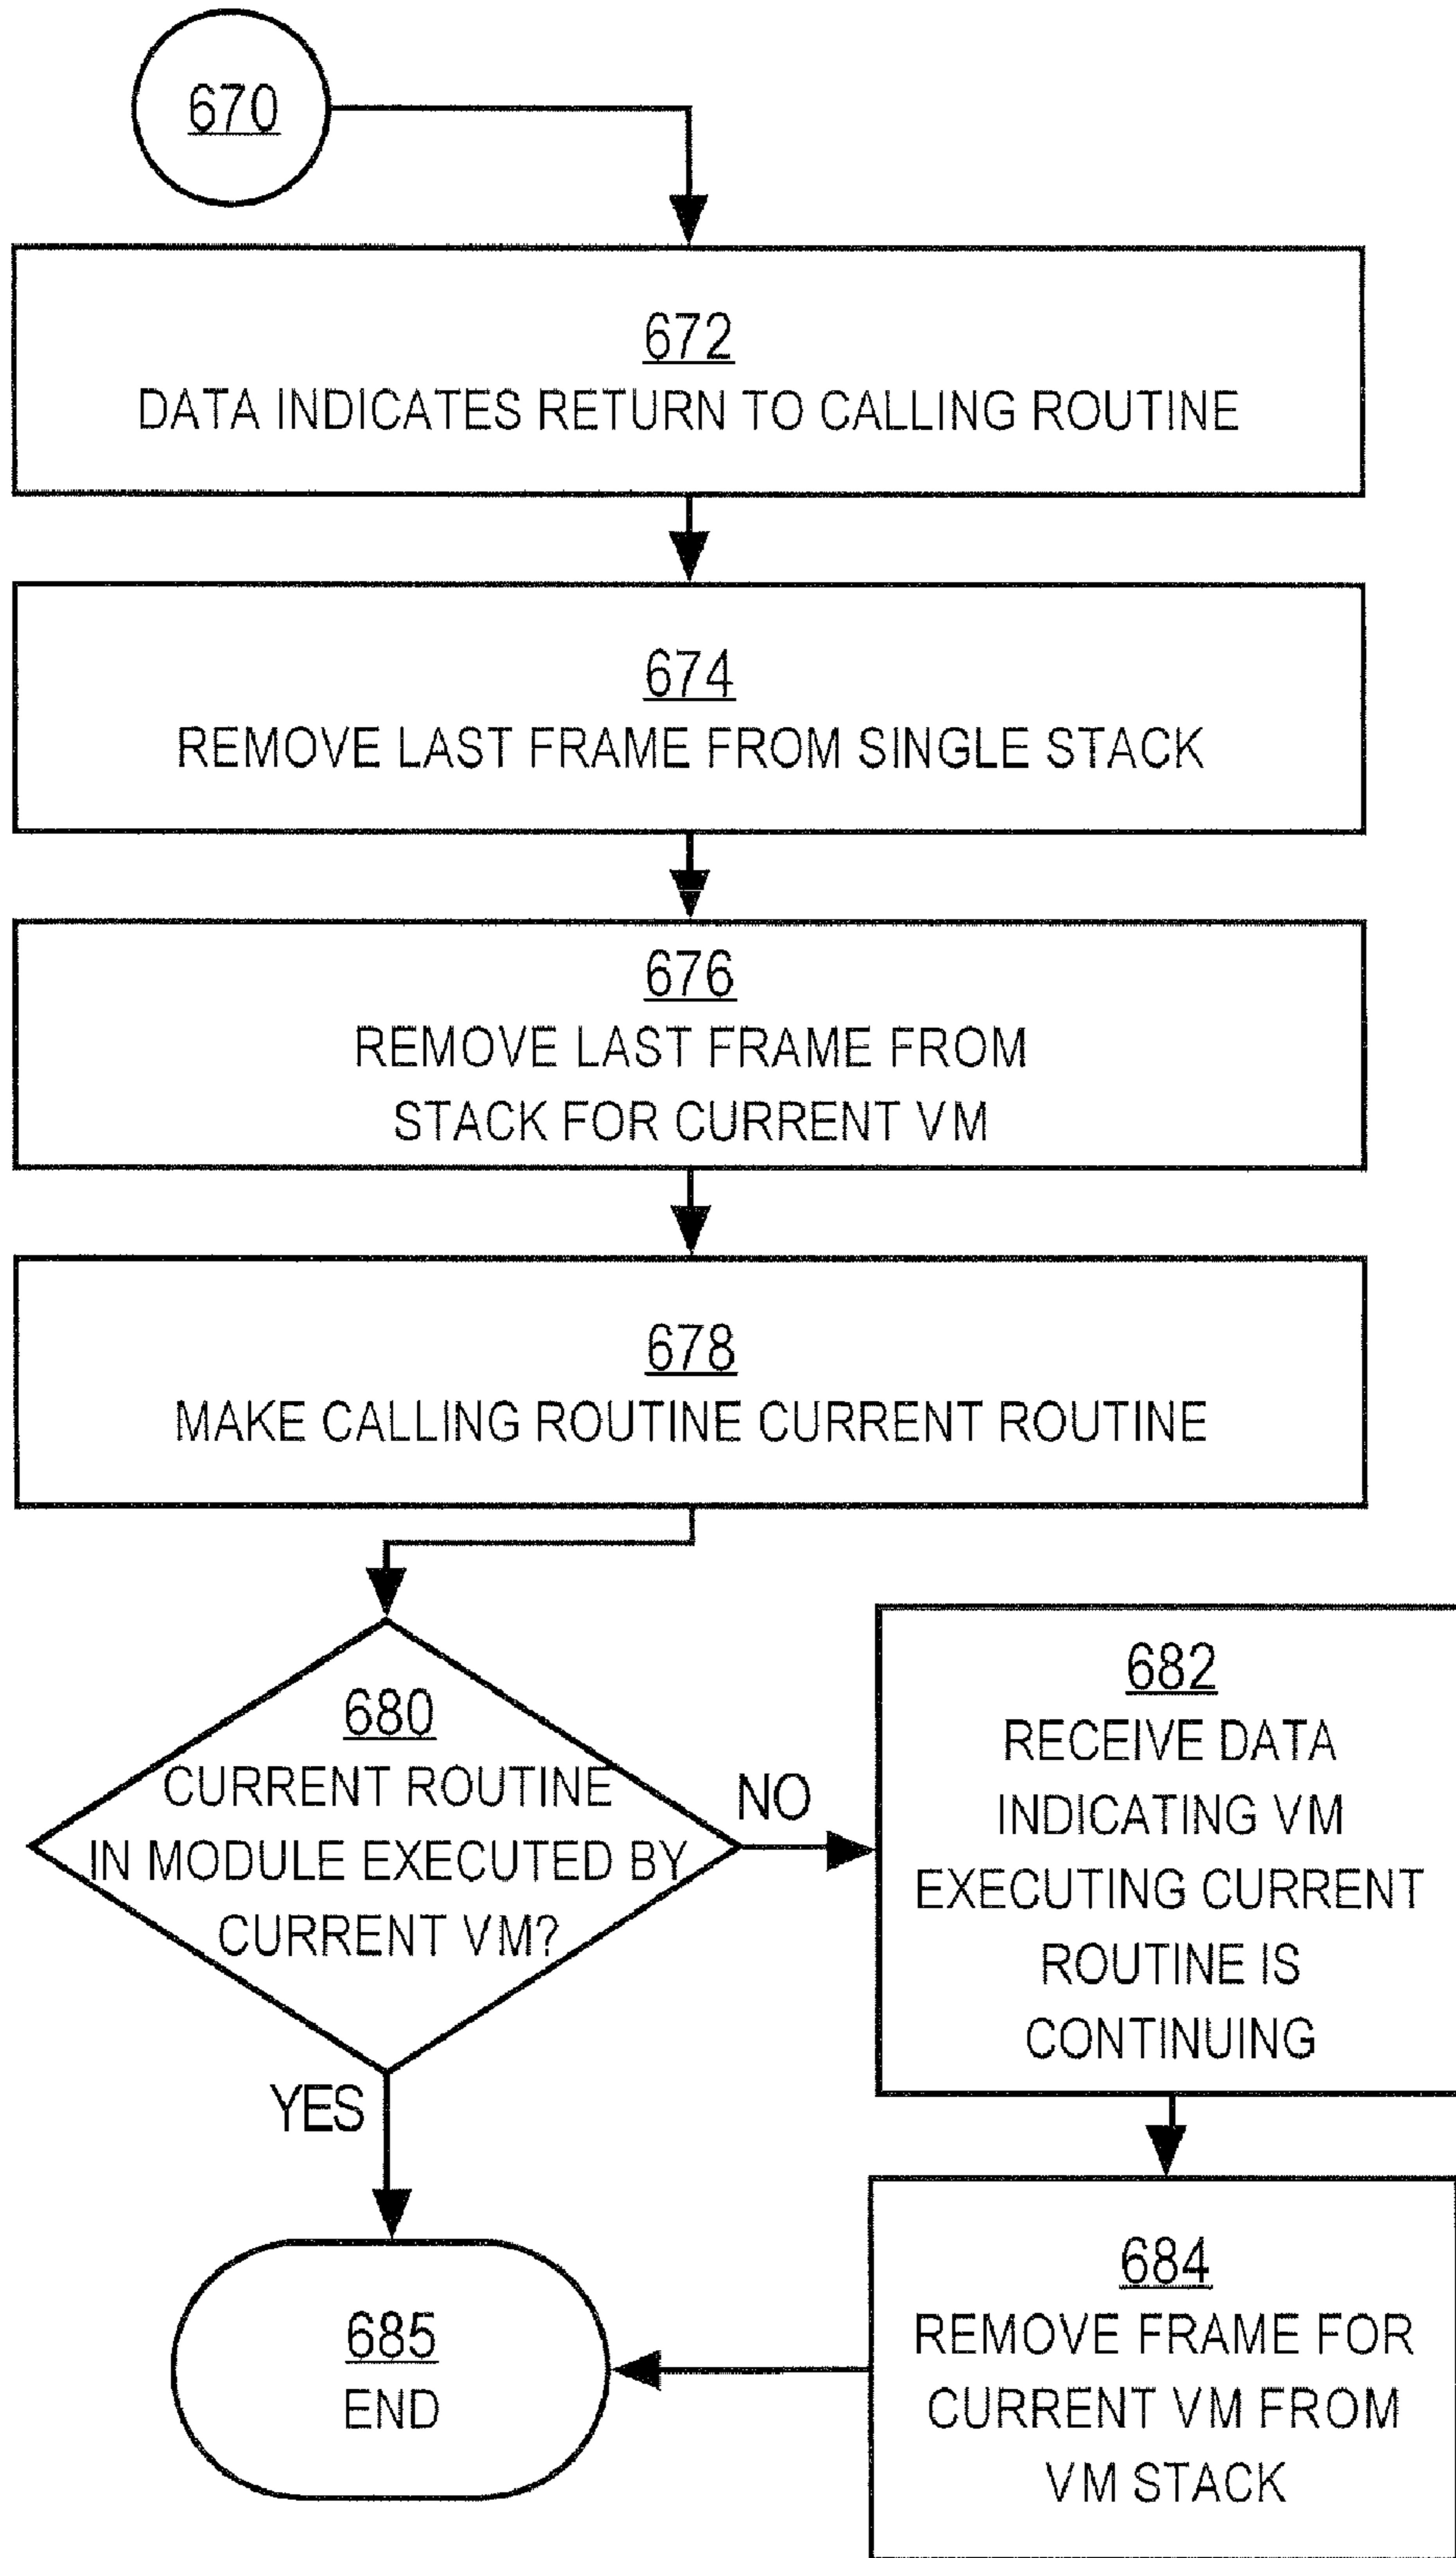 670
672
DATA INDICATES RETURN TO CALLING ROUTINE
674
REMOVE LAST FRAME FROM SINGLE STACK
676
REMOVE LAST FRAME FROM
STACK FOR CURRENT VM
678
MAKE CALLING ROUTINE CURRENT ROUTINE
680
CURRENT ROUTINE
IN MODULE EXECUTED BY
CURRENT VM?
NO
682
RECEIVE DATA
INDICATING VM
EXECUTING CURRENT
ROUTINE IS
CONTINUING
YES
684
REMOVE FRAME FOR
CURRENT VM FROM
VM STACK
685
END